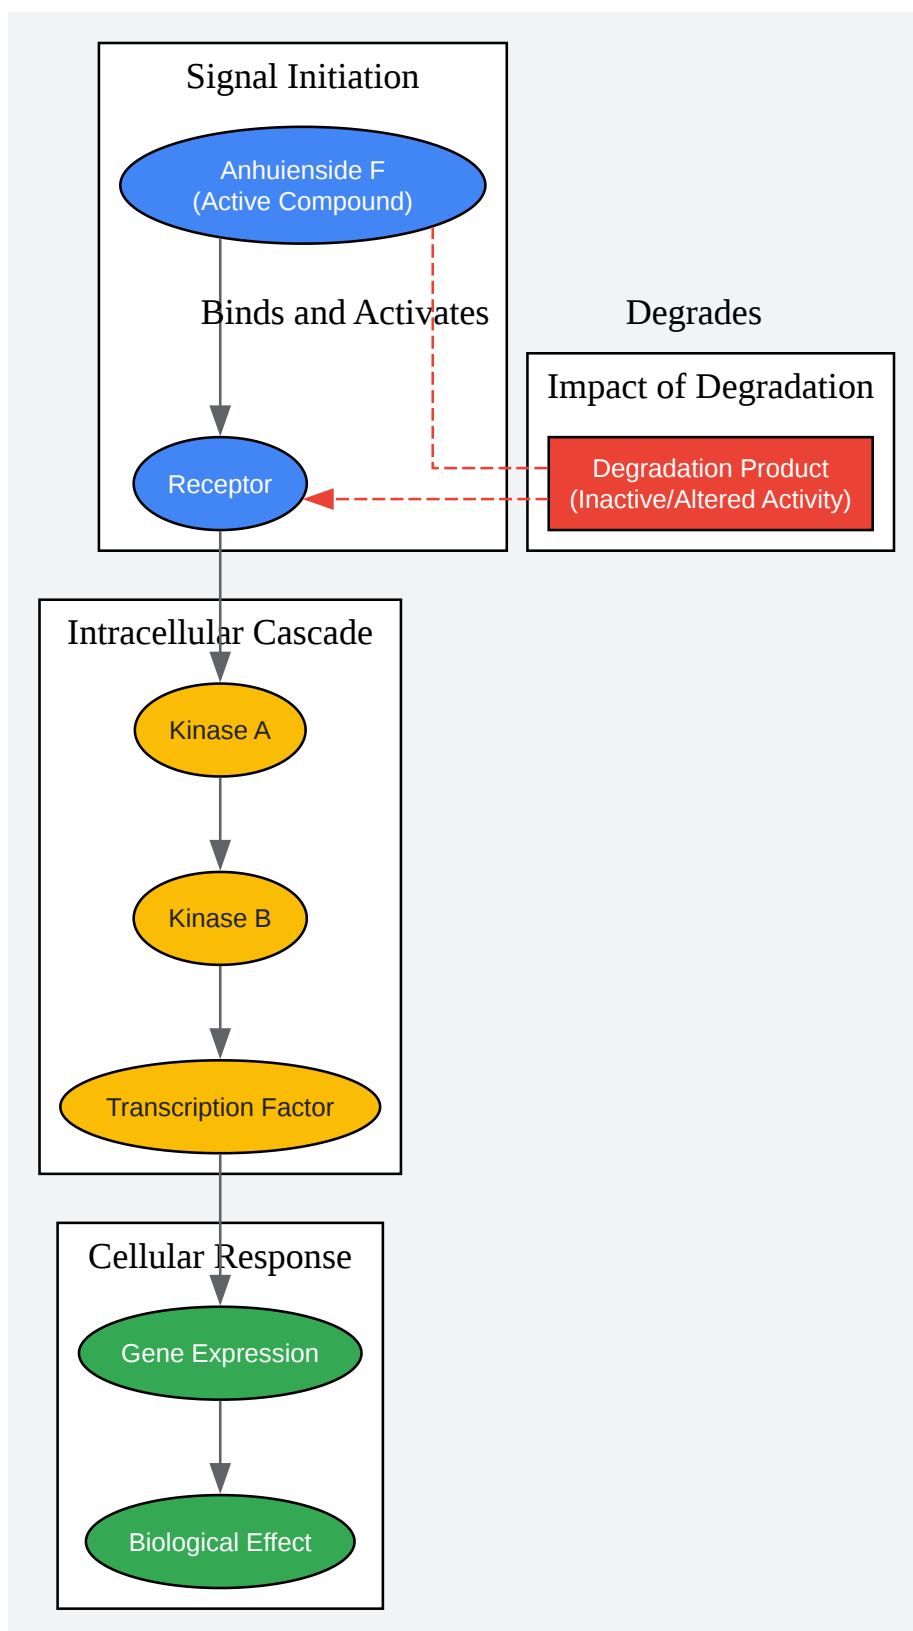 Signal Initiation
Anhuienside F
(Active Compound)
Binds and Activates
Degrades
Impact of Degradation
Degradation Product
(Inactive/Altered Activity)
Receptor
Intracellular Cascade
Kinase A
Kinase B
Transcription Factor
Cellular Response
Gene Expression
Biological Effect